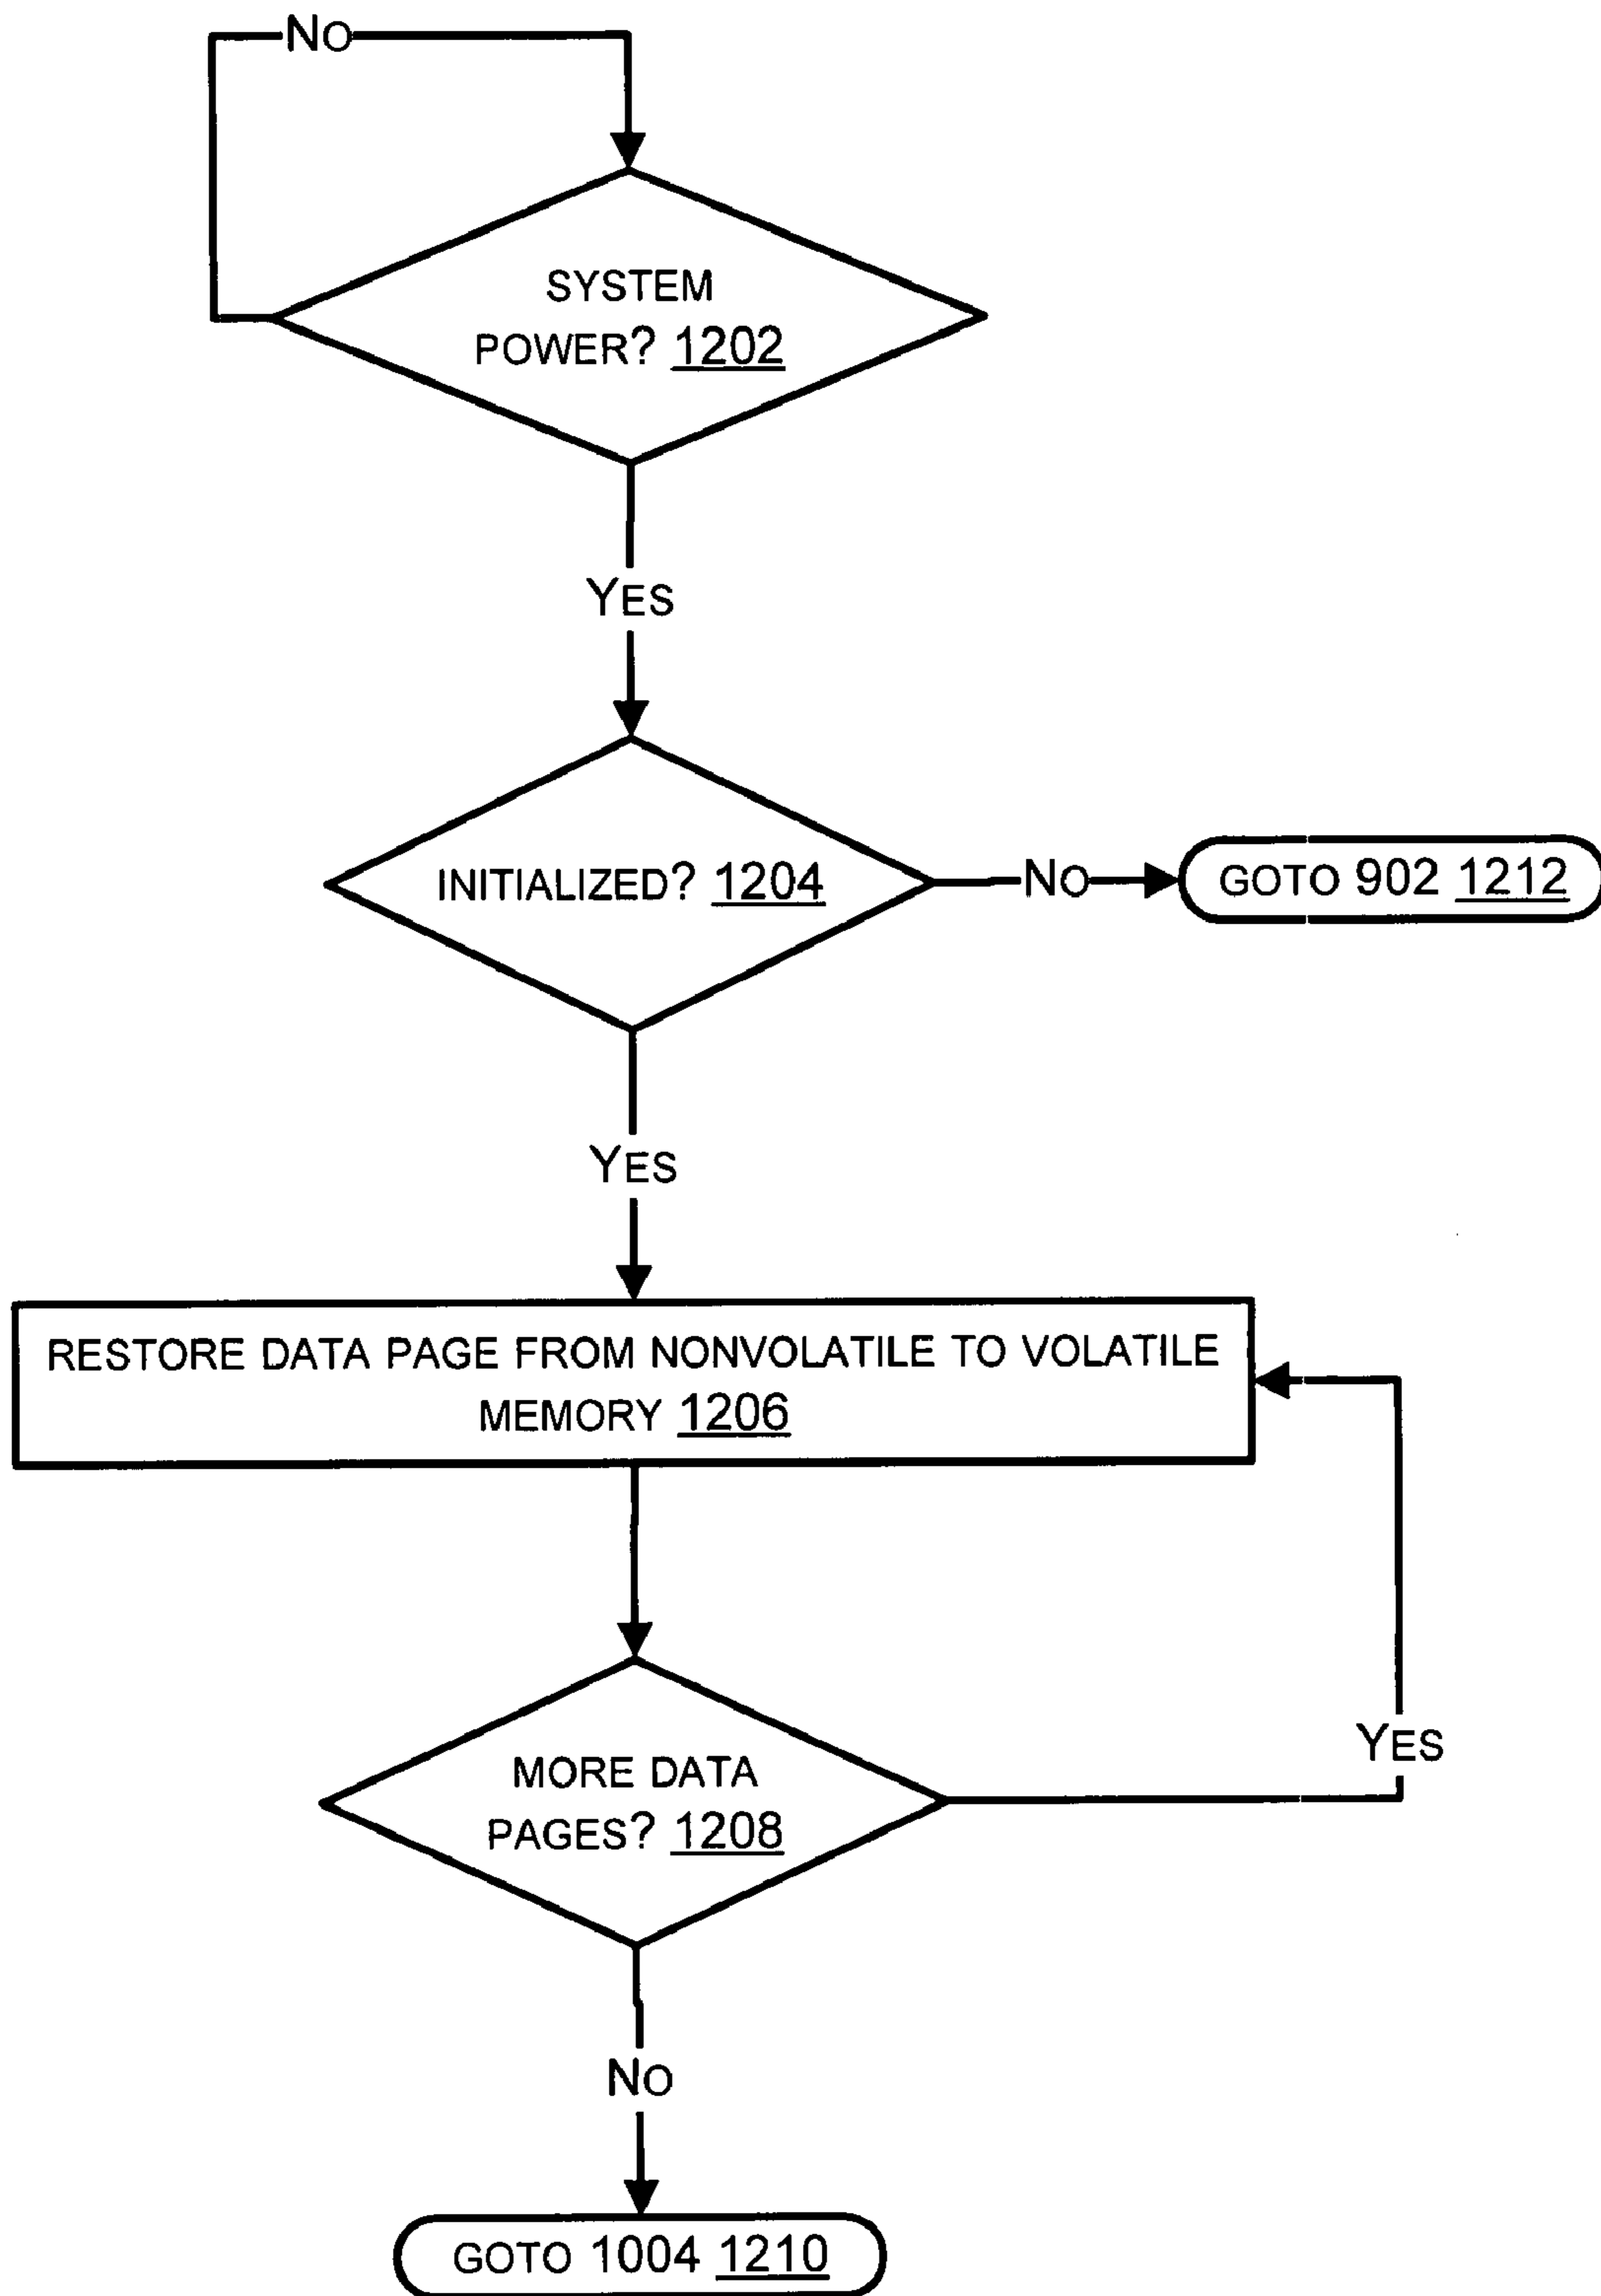 NO
SYSTEM
POWER? 1202
YES
INITIALIZED? 1204
NO
GOTO 902 1212
YES
RESTORE DATA PAGE FROM NONVOLATILE TO VOLATILE
MEMORY 1206
MORE DATA
PAGES? 1208
YES
NO
GOTO 1004 1210